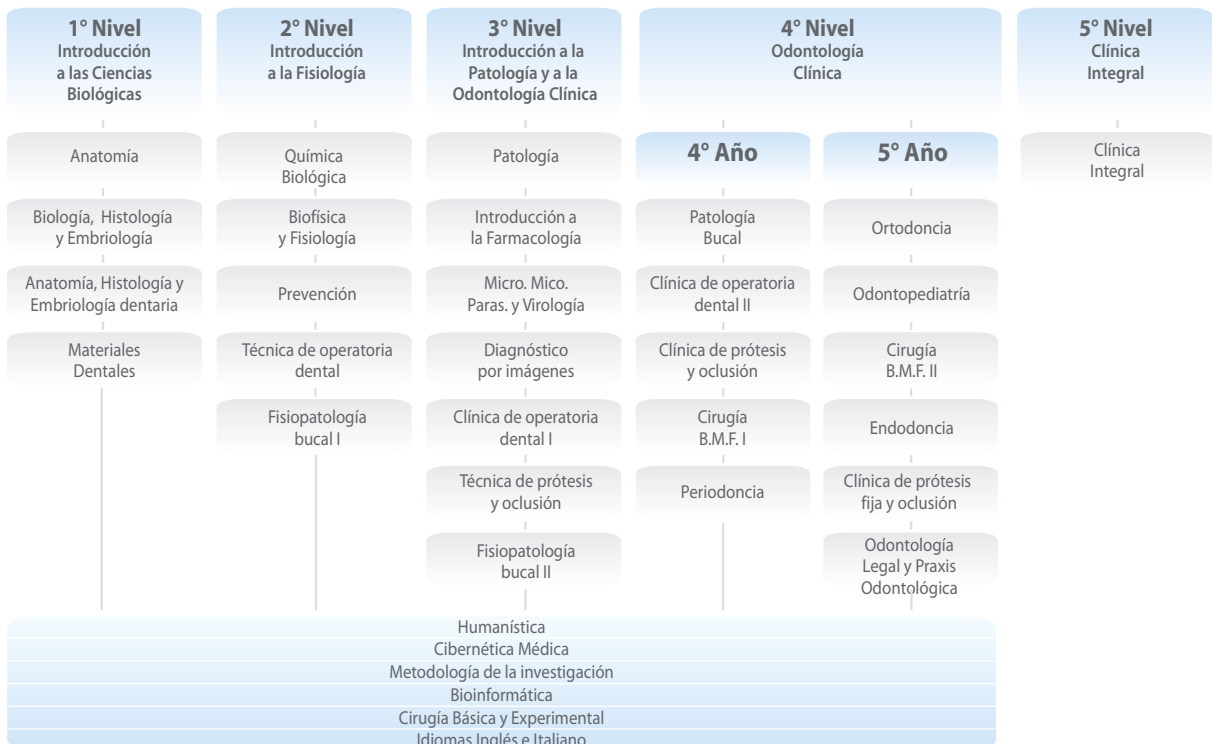 1° Nivel
Introducción
a las Ciencias
Biológicas
Anatomía
Biología, Histología
y Embriología
Anatomía, Histología y
Embriología dentaria
Materiales
Dentales
2° Nivel
Introducción
a la Fisiología
Química
Biológica
Biofísica
y Fisiología
Prevención
Técnica de operatoria
dental
Fisiopatología
bucal I
3° Nivel
Introducción a la
Patología y a la
Odontología Clínica
Patología
Introducción a
la Farmacología
Micro. Mico.
Paras. y Virología
Diagnóstico
por imágenes
Clínica de operatoria
dental I
Técnica de prótesis
y oclusión
Fisiopatología
bucal II
4° Nivel
Odontología
Clínica
4° Año
Patología
Bucal
Clínica de operatoria
dental II
Clínica de prótesis
y oclusión
Cirugía
B.M.F. I
Periodoncia
5° Año
Ortodoncia
Odontopediatría
Cirugía
B.M.F. II
Endodoncia
Clínica de prótesis
fija y oclusión
Odontología
Legal y Praxis
Odontológica
5° Nivel
Clínica
Integral
Clínica
Integral
Humanística
Cibernética Médica
Metodología de la investigación
Bioinformática
Cirugía Básica y Experimental
Idiomas Inglés e Italiano